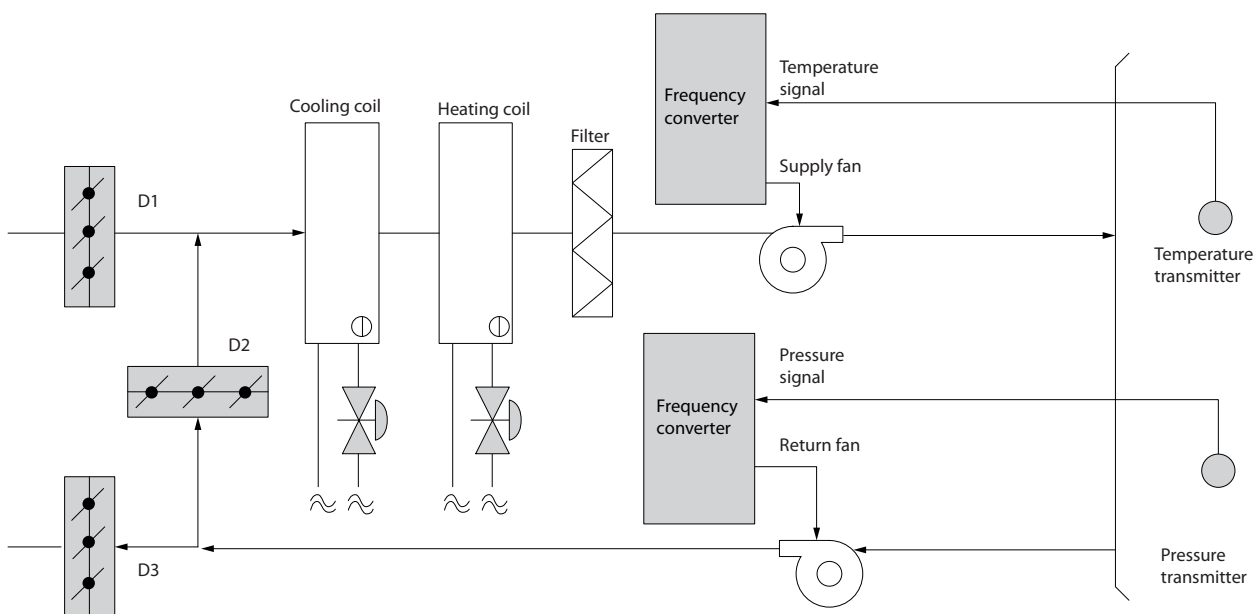 Temperature
signal
Frequency
converter
Cooling coil
Heating coil
Filter
Supply fan
D1
Temperature
transmitter
D2
Pressure
signal
Frequency
converter
Return fan
D3
Pressure
transmitter